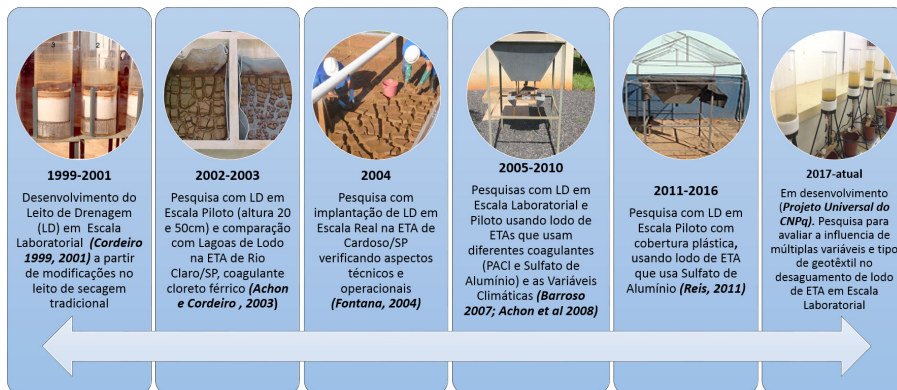 1999-2001
Desenvolvimento do
Leito de Drenagem
(LD) em Escala
Laboratorial (Cordeiro
1999, 2001) a partir
de modificações no
leito de secagem
tradicional
2002-2003
Pesquisa com LD em
Escala Piloto (altura 20
e 50cm) e comparação
com Lagoas de Lodo
na ETA de Rio
Claro/SP, coagulante
cloreto férrico (Achon
e Cordeiro , 2003)
2004
Pesquisa com
implantação de LD em
Escala Real na ETA de
Cardoso/SP
verificando aspectos
técnicos e
operacionais
(Fontana, 2004)
2005-2010
Pesquisas com LD em
Escala Laboratorial e
Piloto usando lodo de
ETAs que usam
diferentes coagulantes
(PACl e Sulfato de
Alumínio) e as Variáveis
Climáticas (Barroso
2007; Achon et al 2008)
2011-2016
Pesquisa com LD em
Escala Piloto com
cobertura plástica,
usando lodo de ETA
que usa Sulfato de
Alumínio (Reis, 2011)
2017-atual
Em desenvolvimento
(Projeto Universal do
CNPq). Pesquisa para
avaliar a influencia de
múltiplas variáveis e tipo
de geotêxtil no
desaguamento de lodo
de ETA em Escala
Laboratorial